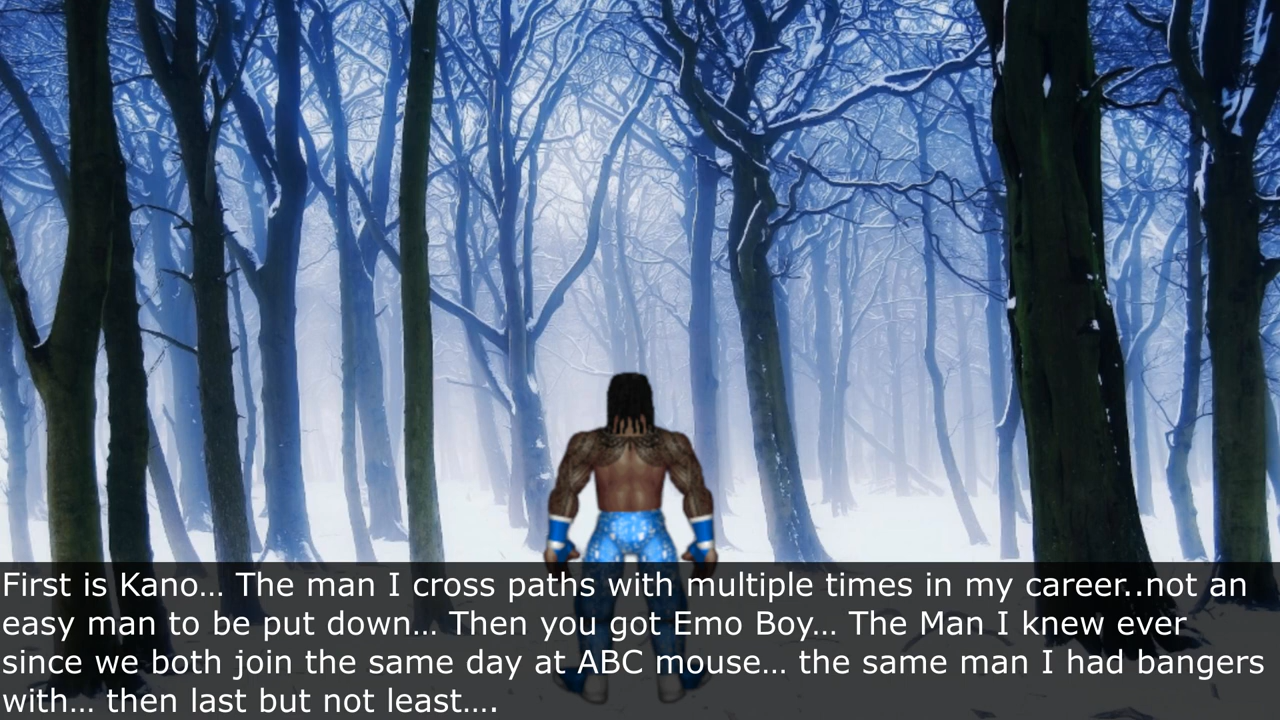 First is Kano... The man I cross paths with multiple times in my career..not an
easy man to be put down... Then you got Emo Boy... The Man I knew ever
since we both join the same day at ABC mouse... the same man I had bangers
with... then last but not least....